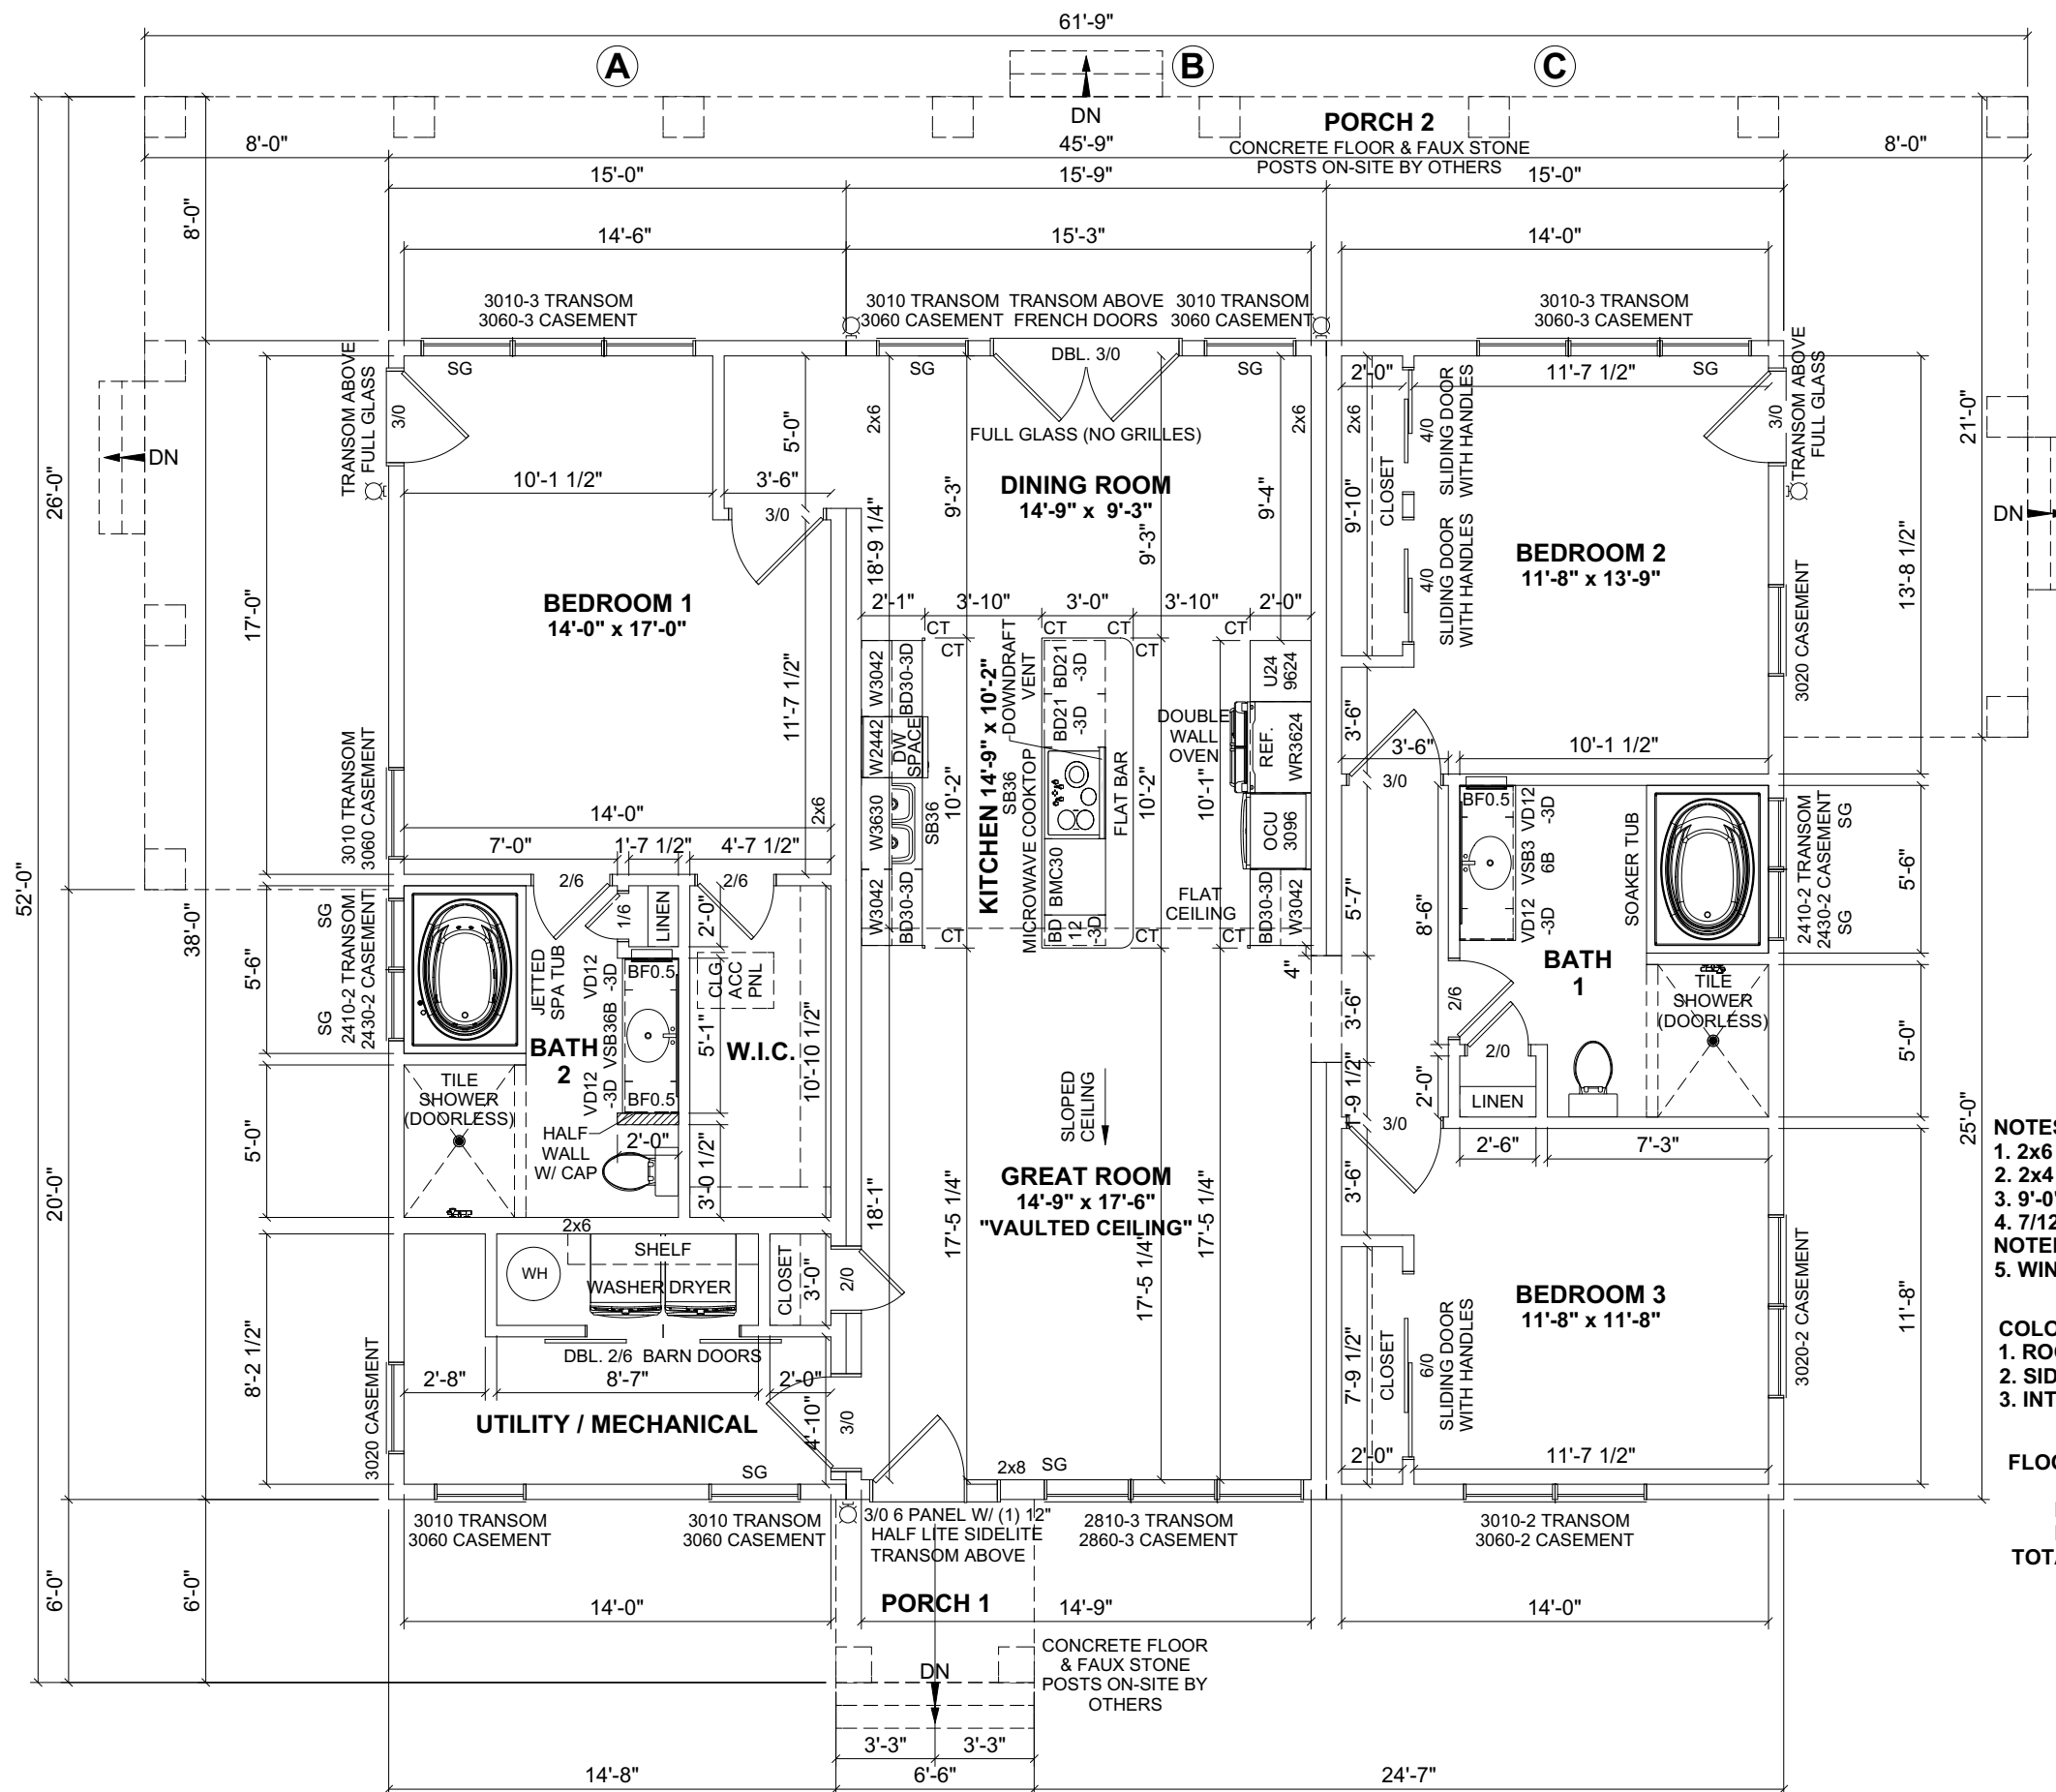 61'-9"
A
B
C
DN
PORCH 2
CONCRETE FLOOR & FAUX STONE
POSTS ON-SITE BY OTHERS
8'-0"
45'-9"
8'-0"
15'-0"
15'-9"
15'-0"
8'-0"
14'-6"
15'-3"
14'-0"
3010-3 TRANSOM
3060-3 CASEMENT
3010 TRANSOM
3060 CASEMENT
TRANSOM ABOVE
FRENCH DOORS
3010 TRANSOM
3060 CASEMENT
3010-3 TRANSOM
3060-3 CASEMENT
TRANSOM ABOVE
FULL GLASS
3/0
SG
SG
DBL. 3/0
SG
SG
FULL GLASS (NO GRILLES)
2x6
2x6
2x6
2'-0"
11'-7 1/2"
4/0
SLIDING DOOR
WITH HANDLES
CLOSET
9'-10"
4/0
SLIDING DOOR
WITH HANDLES
3/0
TRANSOM ABOVE
FULL GLASS
21'-0"
DN
DN
26'-0"
52'-0"
38'-0"
17'-0"
10'-1 1/2"
3'-6"
5'-0"
3/0
18'-9 1/4"
9'-3"
DINING ROOM
14'-9" x 9'-3"
9'-3"
9'-4"
BEDROOM 1
14'-0" x 17'-0"
BEDROOM 2
11'-8" x 13'-9"
3020 CASEMENT
13'-8 1/2"
2'-1"
3'-10"
3'-0"
3'-10"
2'-0"
CT
CT
CT
CT
CT
CT
11'-7 1/2"
W3042
BD30-3D
W2442
DW
SPACE
W3630
SB36
W3042
BD30-3D
10'-2"
KITCHEN 14'-9" x 10'-2"
MICROWAVE COOKTOP
SB36
DOWNDRAFT
VENT
BD21
-3D
BD21
-3D
BMC30
BD
12
-3D
FLAT BAR
10'-2"
DOUBLE
WALL
OVEN
10'-1"
U24
9624
REF.
WR3624
OCU
3096
BD30-3D
W3042
FLAT
CEILING
CT
CT
CT
4"
3'-6"
3'-6"
10'-1 1/2"
3/0
3010 TRANSOM
3060 CASEMENT
14'-0"
2x6
7'-0"
1'-7 1/2"
4'-7 1/2"
2/6
1/6
LINEN
2/6
2'-0"
SG
SG
2410-2 TRANSOM
2430-2 CASEMENT
5'-6"
JETTED
SPA TUB
BATH
2
VD12
-3D
VSB36B
VD12
-3D
BF0.5
BF0.5
5'-1"
CLG
ACC
PNL
W.I.C.
10'-10 1/2"
5'-7"
8'-6"
BF0.5
VD12
-3D
VSB3
6B
VD12
-3D
SOAKER TUB
BATH
1
2410-2 TRANSOM
2430-2 CASEMENT
SG
SG
5'-6"
2/6
2/0
LINEN
2'-0"
3'-6"
1'-9 1/2"
TILE
SHOWER
(DOORLESS)
5'-0"
TILE
SHOWER
(DOORLESS)
5'-0"
HALF
WALL
W/ CAP
2'-0"
3'-0 1/2"
SLOPED
CEILING
GREAT ROOM
14'-9" x 17'-6"
"VAULTED CEILING"
18'-1"
17'-5 1/4"
17'-5 1/4"
17'-5 1/4"
3/0
2'-6"
7'-3"
3'-6"
20'-0"
25'-0"
2x6
WH
SHELF
WASHER
DRYER
CLOSET
3'-0"
2/0
DBL. 2/6 BARN DOORS
2'-8"
8'-7"
2'-0"
8'-2 1/2"
3020 CASEMENT
UTILITY / MECHANICAL
4'-10"
3/0
SG
BEDROOM 3
11'-8" x 11'-8"
7'-9 1/2"
CLOSET
6/0
SLIDING DOOR
WITH HANDLES
3020-2 CASEMENT
11'-8"
2'-0"
11'-7 1/2"
2x8
SG
3010 TRANSOM
3060 CASEMENT
3010 TRANSOM
3060 CASEMENT
3/0 6 PANEL W/ (1) 12"
HALF LITE SIDELITE
TRANSOM ABOVE
2810-3 TRANSOM
2860-3 CASEMENT
3010-2 TRANSOM
3060-2 CASEMENT
6'-0"
6'-0"
14'-0"
PORCH 1
14'-9"
14'-0"
CONCRETE FLOOR
& FAUX STONE
POSTS ON-SITE BY
OTHERS
DN
3'-3"
3'-3"
14'-8"
6'-6"
24'-7"
NOTES
1. 2x6
2. 2x4
3. 9'-0"
4. 7/12
NOTE
5. WIN
COLO
1. ROO
2. SID
3. INT
FLOO
TOTA